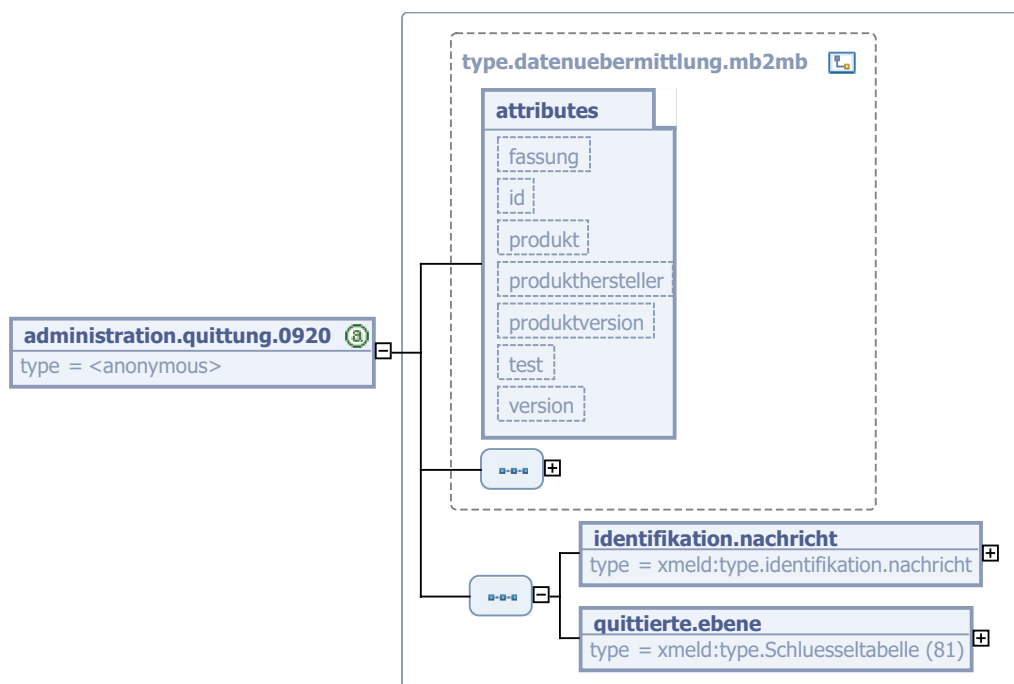 type.datenuebermittlung.mb2mb
attributes
fassung
id
produkt
produkthersteller
produktversion
test
version
administration.quittung.0920 @
type = <anonymous>
identifikation.nachricht
type = xmeld:type.identifikation.nachricht
quittierte.ebene
type = xmeld:type.Schluesseltabelle (81)